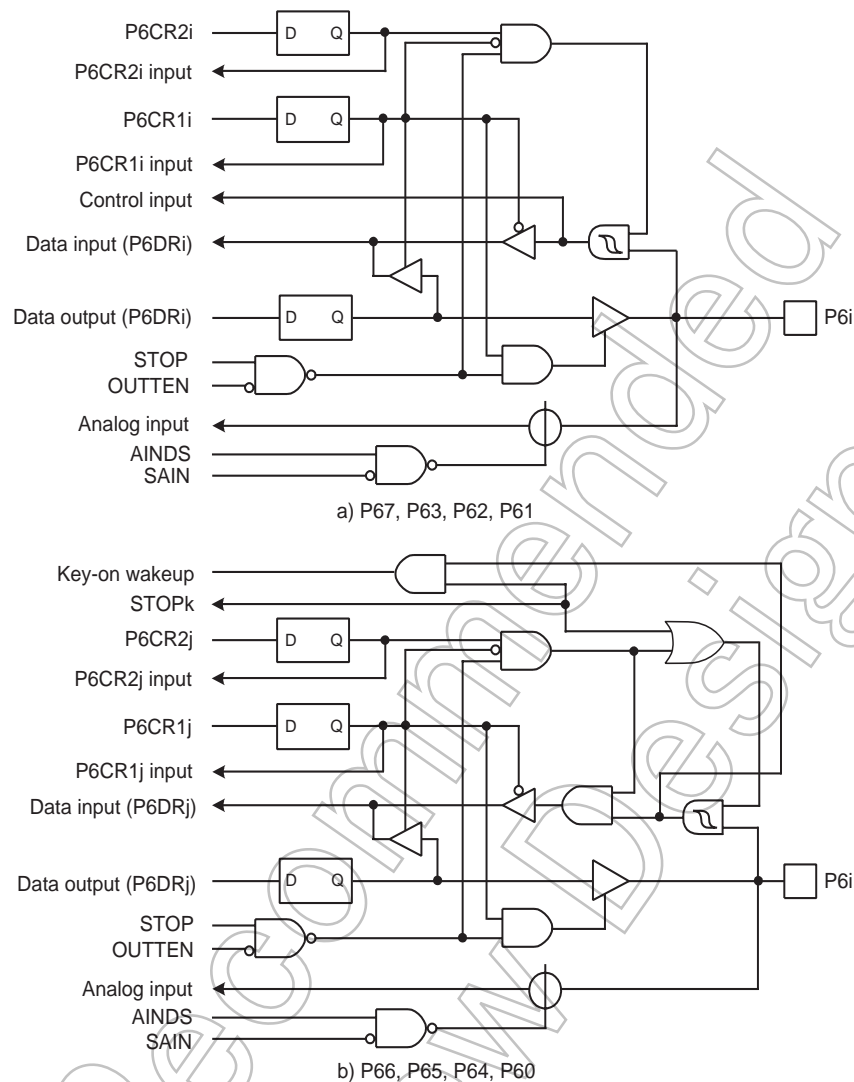 P6CR2i
D Q
P6CR2i input
P6CR1i
D Q
P6CR1i input
Control input
Data input (P6DRi)
Data output (P6DRi)
D Q
P6i
STOP
OUTTEN
Analog input
AINDS
SAIN
a) P67, P63, P62, P61
Key-on wakeup
STOPk
P6CR2j
D Q
P6CR2j input
P6CR1j
D Q
P6CR1j input
Data input (P6DRj)
Data output (P6DRj)
D Q
P6i
STOP
OUTTEN
Analog input
AINDS
SAIN
b) P66, P65, P64, P60